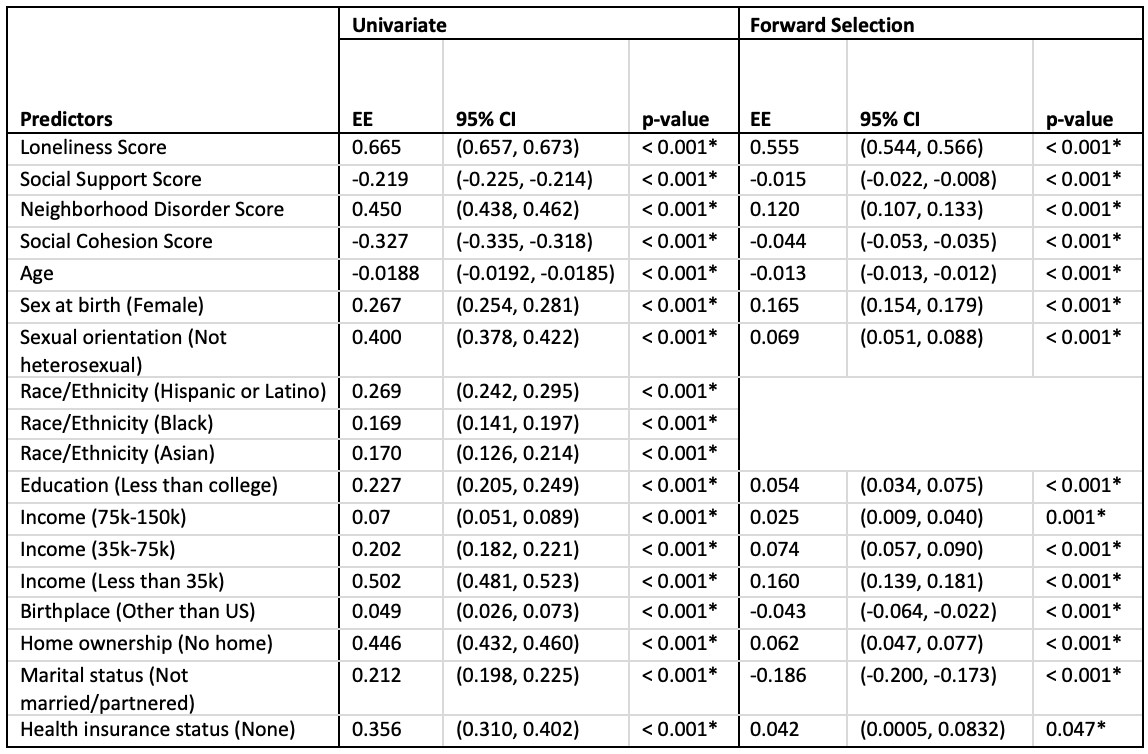 Univariate Forward Selection
Predictors EE 95% CI p-value EE 95% CI p-value
Loneliness Score 0.665 (0.657, 0.673) < 0.001* 0.555 (0.544, 0.566) < 0.001*
Social Support Score -0.219 (-0.225, -0.214) < 0.001* -0.015 (-0.022, -0.008) < 0.001*
Neighborhood Disorder Score 0.450 (0.438, 0.462) < 0.001* 0.120 (0.107, 0.133) < 0.001*
Social Cohesion Score -0.327 (-0.335, -0.318) < 0.001* -0.044 (-0.053, -0.035) < 0.001*
Age -0.0188 (-0.0192, -0.0185) < 0.001* -0.013 (-0.013, -0.012) < 0.001*
Sex at birth (Female) 0.267 (0.254, 0.281) < 0.001* 0.165 (0.154, 0.179) < 0.001*
Sexual orientation (Not 0.400 (0.378, 0.422) < 0.001* 0.069 (0.051, 0.088) < 0.001*
heterosexual)
Race/Ethnicity (Hispanic or Latino) 0.269 (0.242, 0.295) < 0.001*
Race/Ethnicity (Black) 0.169 (0.141, 0.197) < 0.001*
Race/Ethnicity (Asian) 0.170 (0.126, 0.214) < 0.001*
Education (Less than college) 0.227 (0.205, 0.249) < 0.001* 0.054 (0.034, 0.075) < 0.001*
Income (75k-150k) 0.07 (0.051, 0.089) < 0.001* 0.025 (0.009, 0.040) 0.001*
Income (35k-75k) 0.202 (0.182, 0.221) < 0.001* 0.074 (0.057, 0.090) < 0.001*
Income (Less than 35k) 0.502 (0.481, 0.523) < 0.001* 0.160 (0.139, 0.181) < 0.001*
Birthplace (Other than US) 0.049 (0.026, 0.073) < 0.001* -0.043 (-0.064, -0.022) < 0.001*
Home ownership (No home) 0.446 (0.432, 0.460) < 0.001* 0.062 (0.047, 0.077) < 0.001*
Marital status (Not 0.212 (0.198, 0.225) < 0.001* -0.186 (-0.200, -0.173) < 0.001*
married/partnered)
Health insurance status (None) 0.356 (0.310, 0.402) < 0.001* 0.042 (0.0005, 0.0832) 0.047*